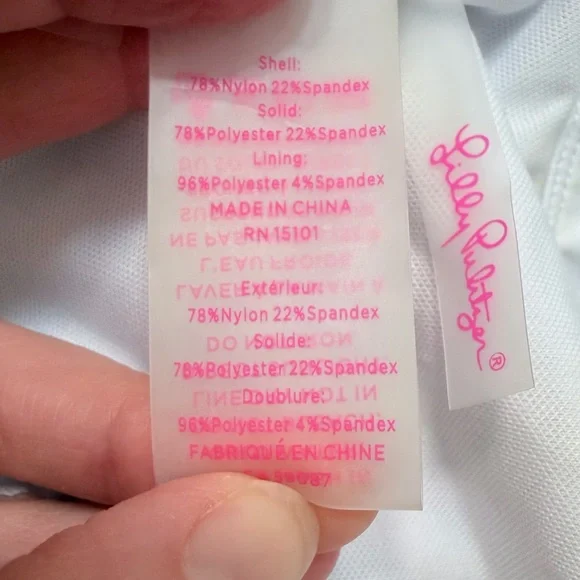 Shell:
78%Nylon 22%Spandex
Solid:
78%Polyester 22%Spandex
Lining:
96%Polyester 4%Spandex
MADE IN CHINA
RN 15101
Extérieur:
78%Nylon 22%Spandex
Solide:
78%Polyester 22%Spandex
Doublure:
96%Polyester 4%Spandex
FABRIQUÉ EN CHINE
Lilly Pulitzer®